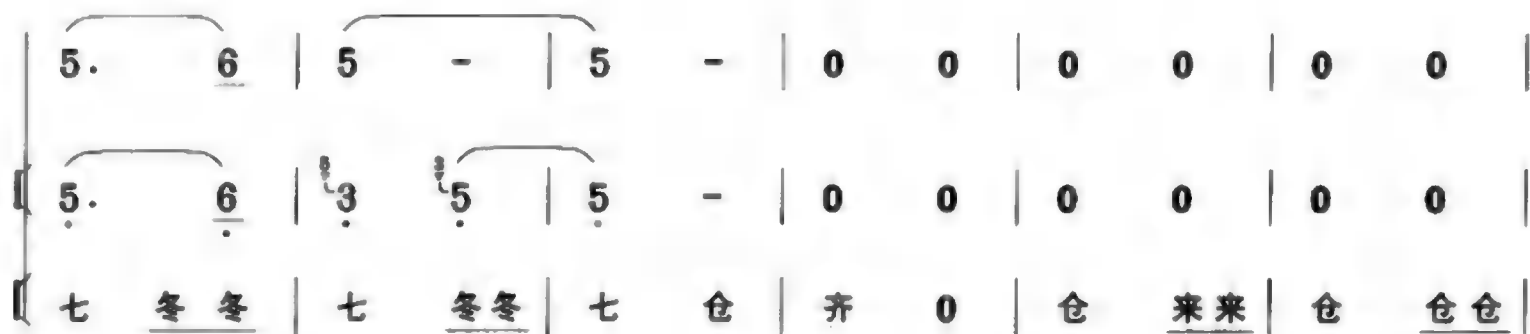 5. 6 | 5 - | 5 - | 0 0 | 0 0 | 0 0 |
5. 6 | 3 5 | 5 - | 0 0 | 0 0 | 0 0 |
七 冬 冬 | 七 冬冬 | 七 仓 | 齐 0 | 仓 来来 | 仓 仓仓 |